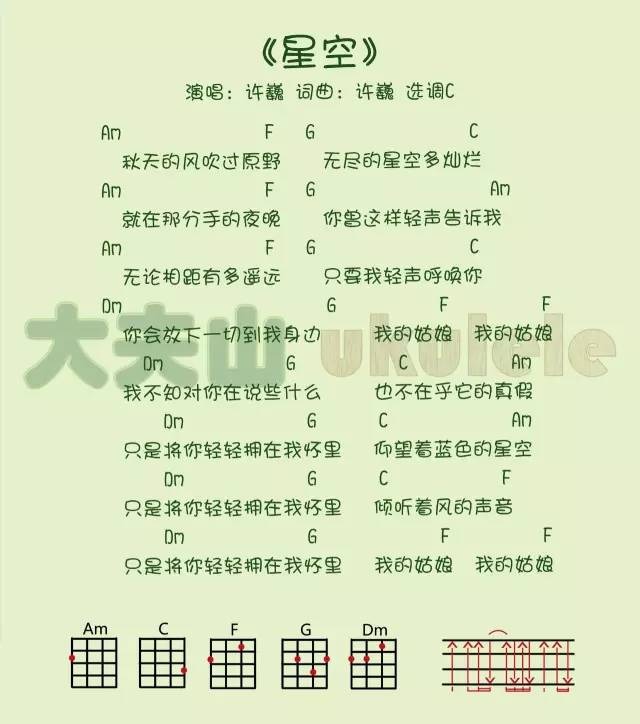 《星空》
演唱：许巍 词曲：许巍 选调C
Am F G C
秋天的风吹过原野 无尽的星空多灿烂
Am F G Am
就在那分手的夜晚 你曾这样轻声告诉我
Am F G C
无论相距有多遥远 只要我轻声呼唤你
Dm G F F
你会放下一切到我身边 我的姑娘 我的姑娘
大夫山 ukulele
Dm G C Am
我不知对你在说些什么 也不在乎它的真假
Dm G C Am
只是将你轻轻拥在我怀里 仰望着蓝色的星空
Dm G C F
只是将你轻轻拥在我怀里 倾听着风的声音
Dm G F F
只是将你轻轻拥在我怀里 我的姑娘 我的姑娘
Am C F G Dm